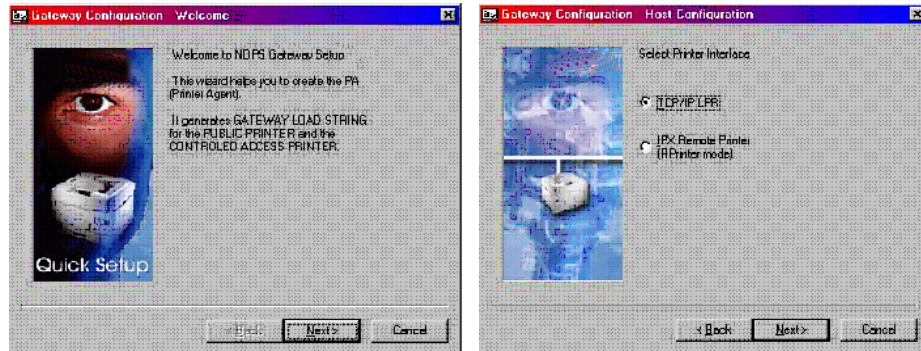 Gateway Configuration - Welcome
Welcome to NDPS Gateway Setup
This wizard helps you to create the PA
(Printer Agent).
It generates GATEWAY LOAD STRING
for the PUBLIC PRINTER and the
CONTROLED ACCESS PRINTER.
Quick Setup
< Back
Next >
Cancel
Gateway Configuration - Host Configuration
Select Printer Interface
TCP/IP LPR
IPX Remote Printer
(RPrinter mode)
< Back
Next >
Cancel